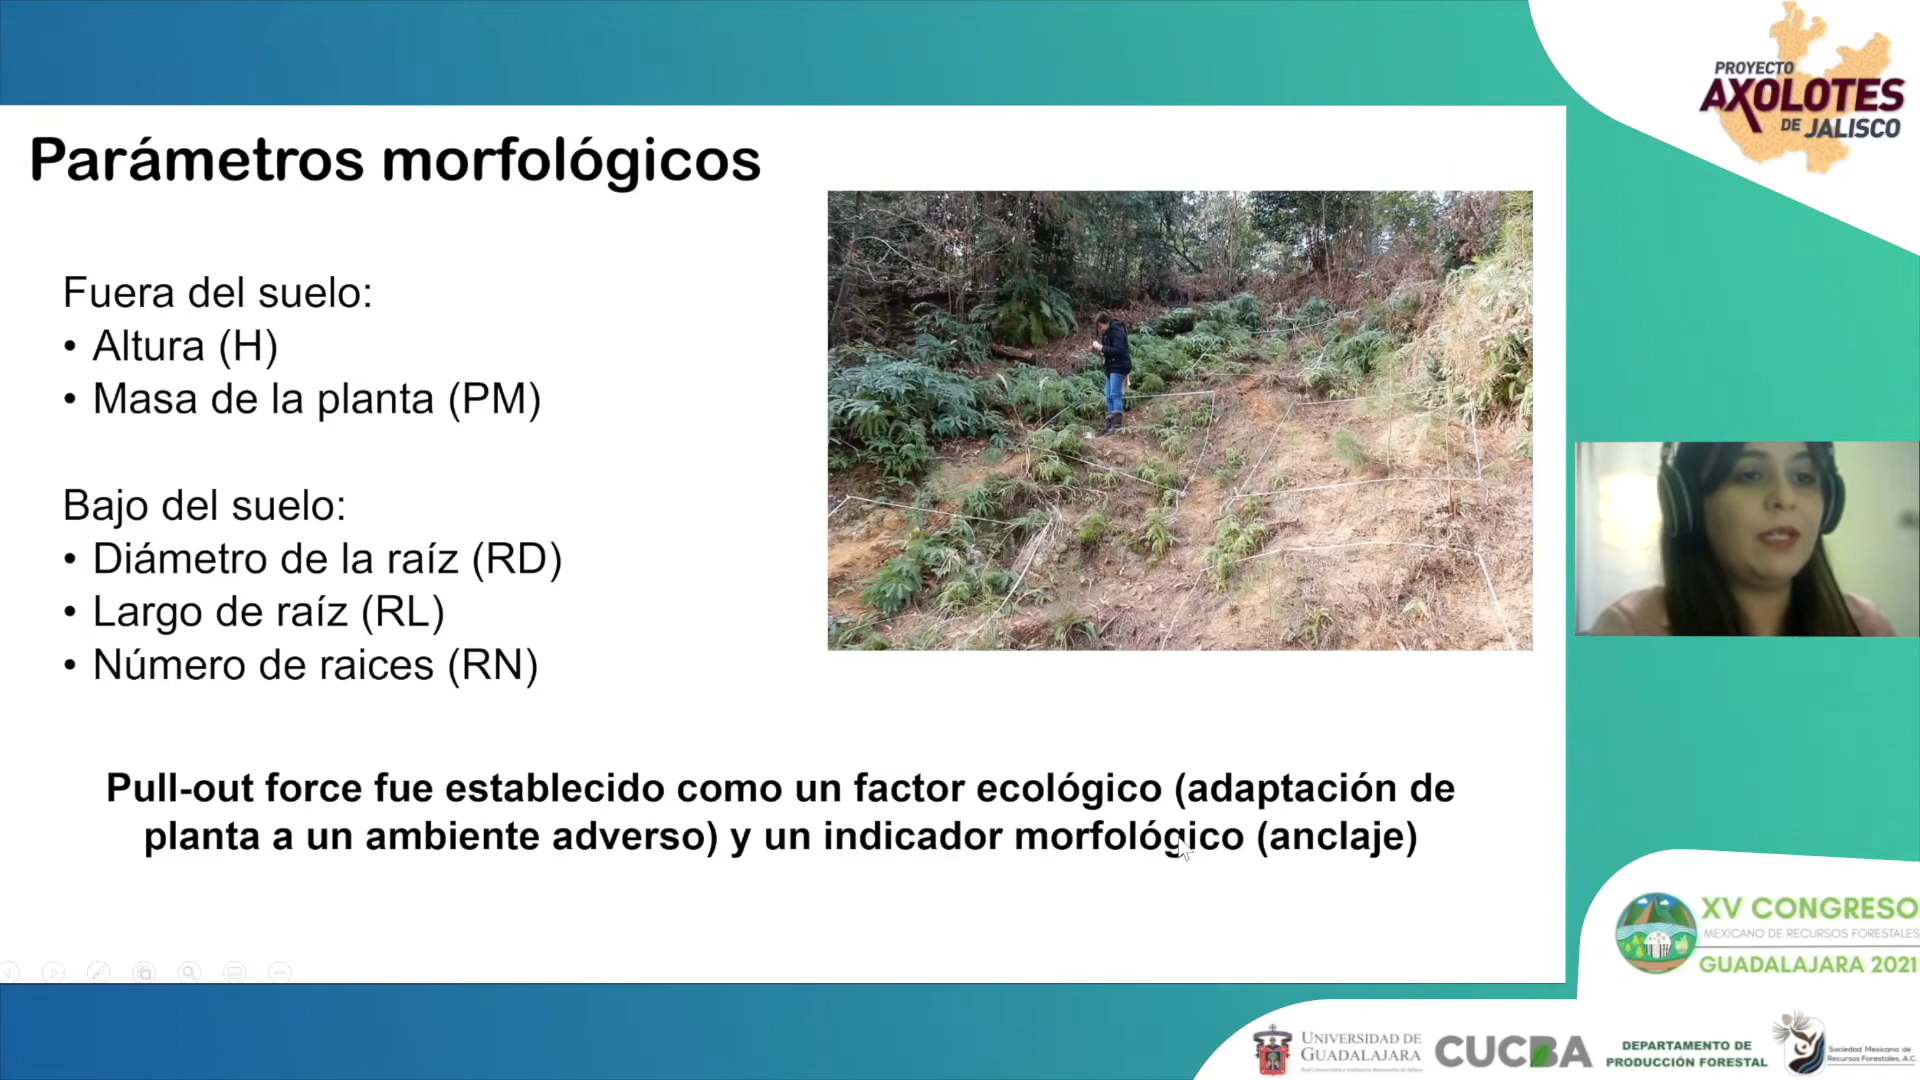 PROYECTO
AXOLOTES
DE JALISCO
Parámetros morfológicos
Fuera del suelo:
• Altura (H)
• Masa de la planta (PM)
Bajo del suelo:
• Diámetro de la raíz (RD)
• Largo de raíz (RL)
• Número de raices (RN)
Pull-out force fue establecido como un factor ecológico (adaptación de
planta a un ambiente adverso) y un indicador morfológico (anclaje)
XV CONGRESO
MEXICANO DE RECURSOS FORESTALES
GUADALAJARA 2021
UNIVERSIDAD DE
GUADALAJARA
CUCBA
DEPARTAMENTO DE
PRODUCCIÓN FORESTAL
Sociedad Mexicana de
Recursos Forestales, A.C.